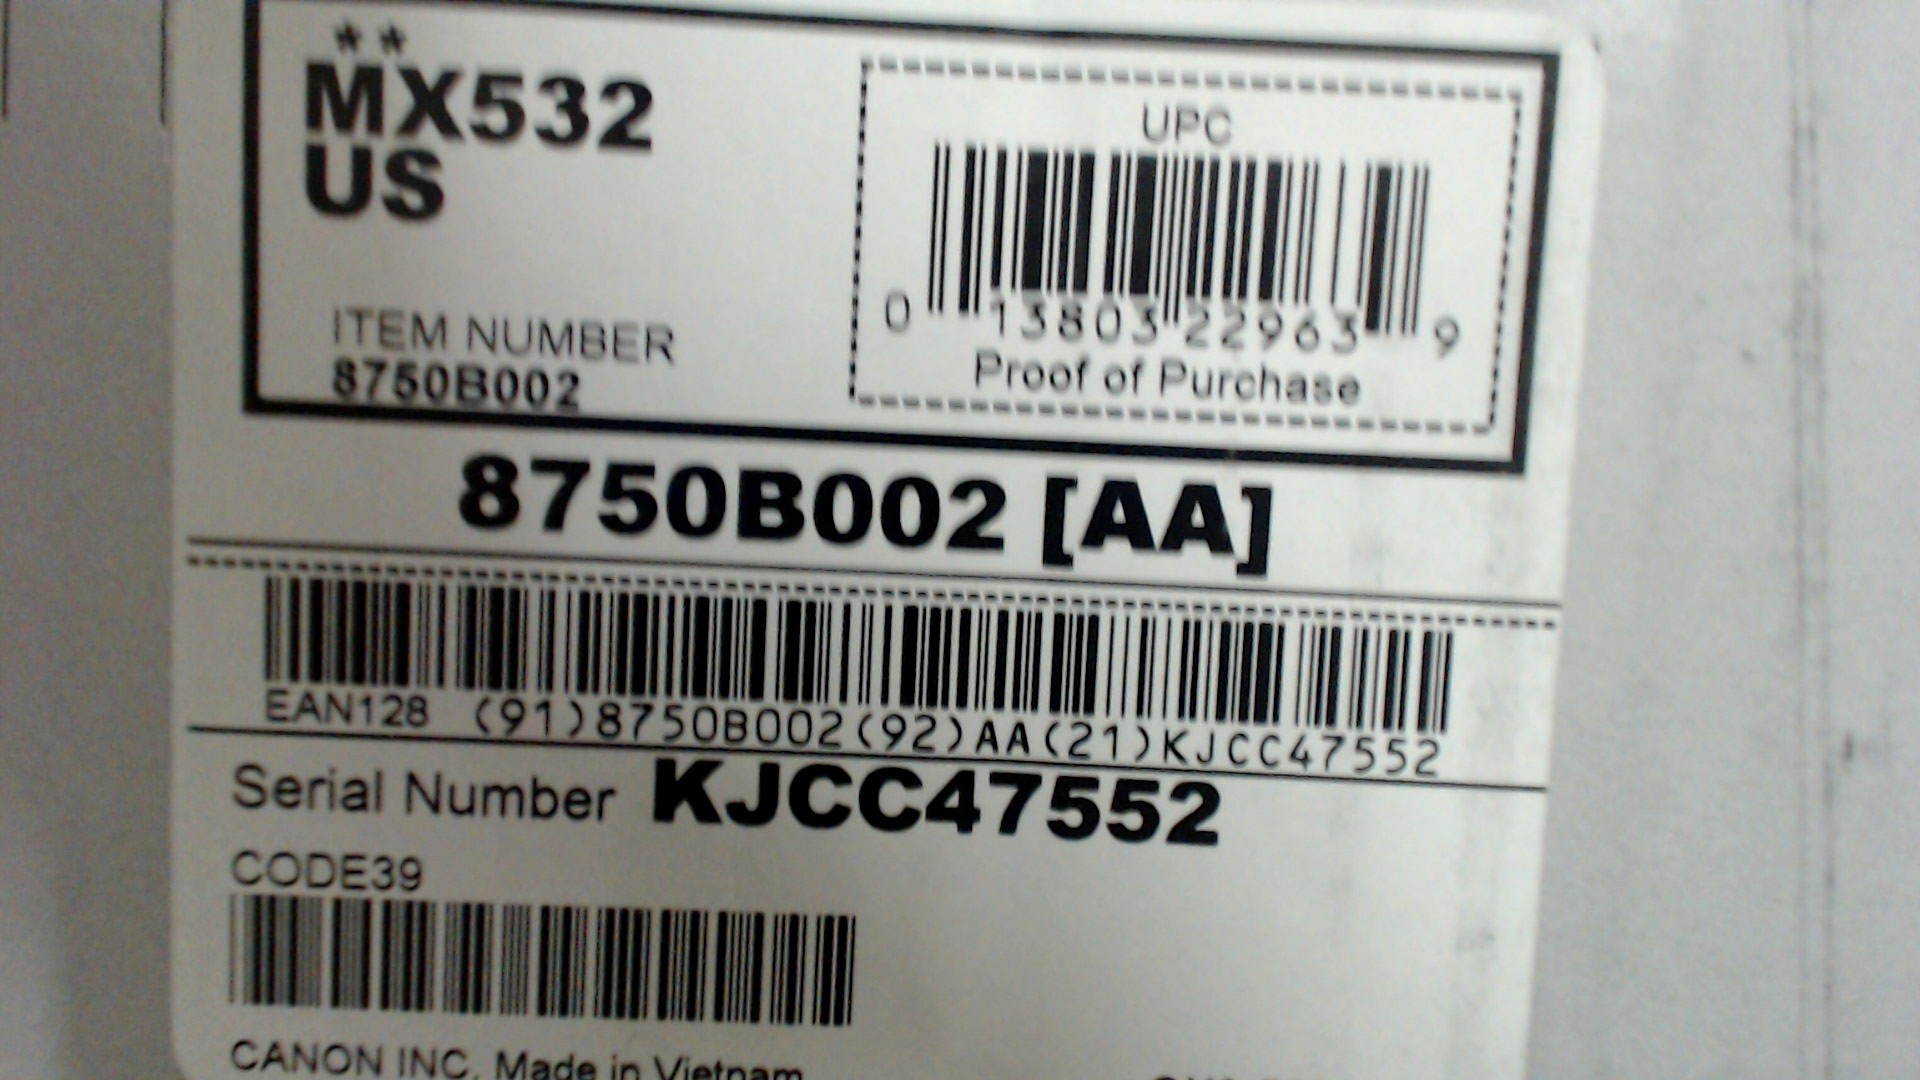 **
MX532
US
UPC
0 13803 22963 9
Proof of Purchase
ITEM NUMBER
8750B002
8750B002 [AA]
EAN128 (91)8750B002(92)AA(21)KJCC47552
Serial Number KJCC47552
CODE39
CANON INC. Made in Vietnam